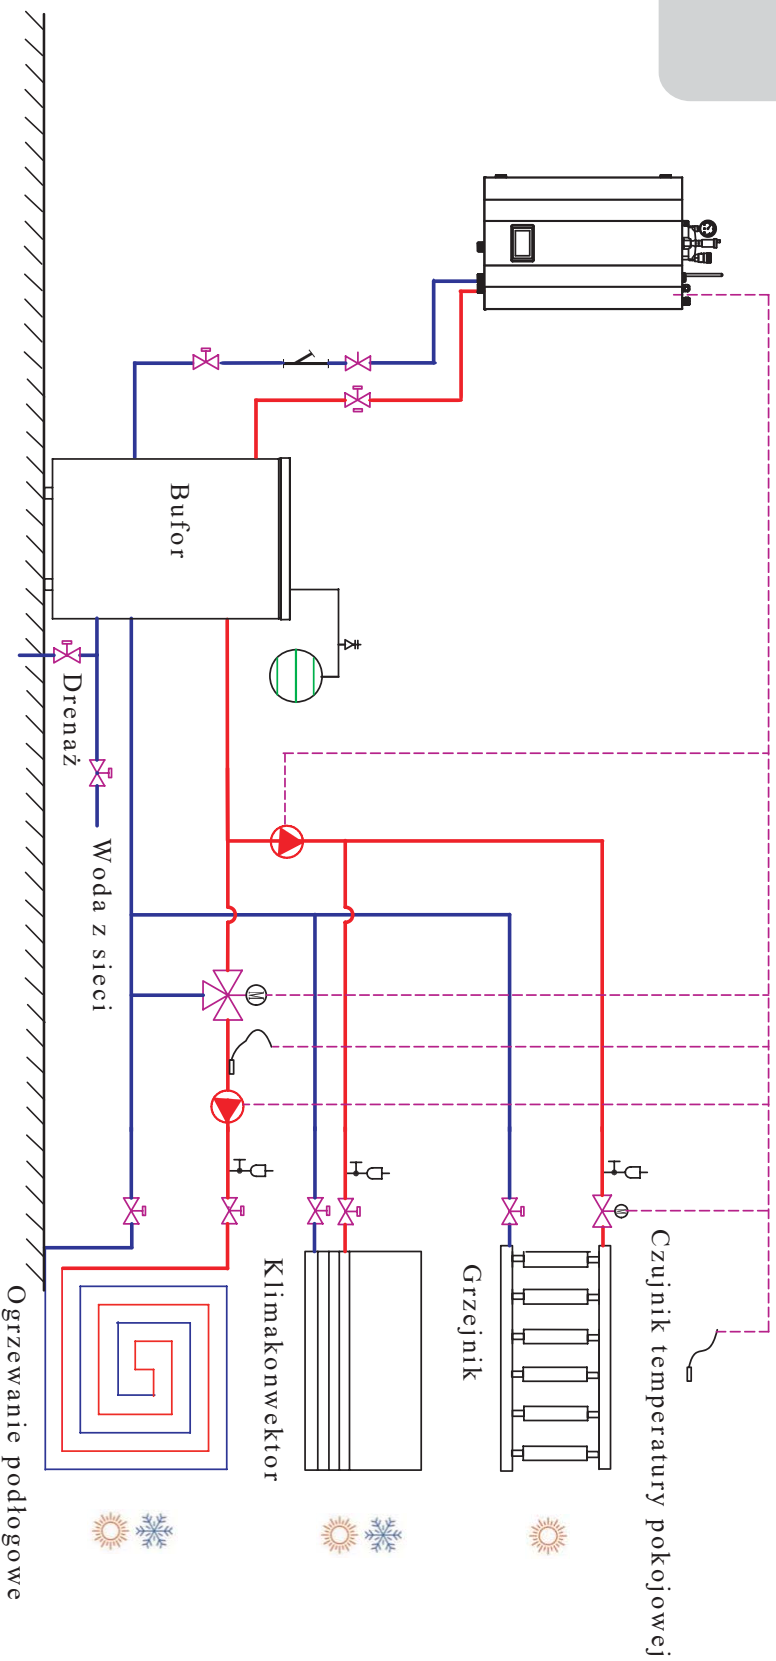 Bufor
Drenaż
Woda z sieci
M
M
Czujnik temperatury pokojowej
Grzejnik
Klimakonwektor
Ogrzewanie podłogowe